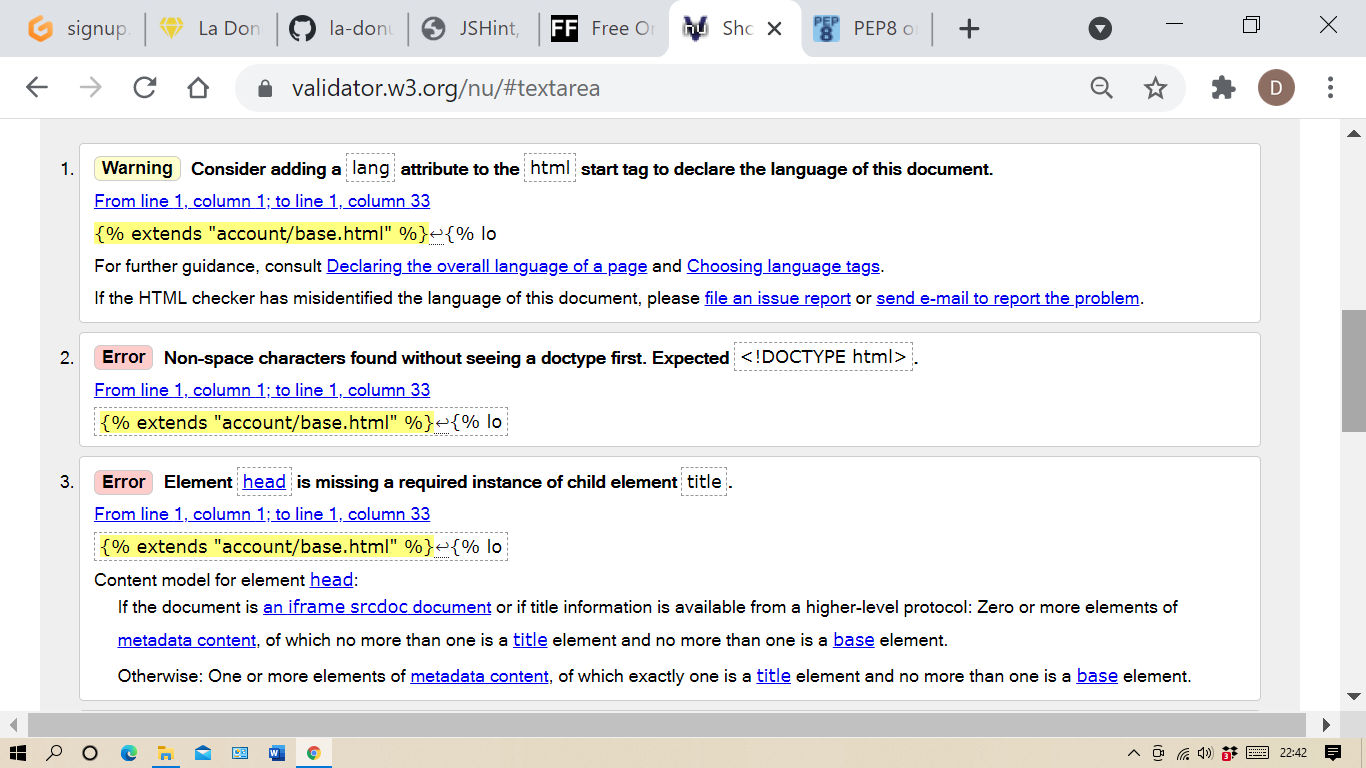 signup.
La Don
la-donu
JSHint,
FF Free Or
nu Sho
PEP 8 PEP8 o
validator.w3.org/nu/#textarea
D
1. Warning Consider adding a lang attribute to the html start tag to declare the language of this document.
From line 1, column 1; to line 1, column 33
{% extends "account/base.html" %}↩{% lo
For further guidance, consult Declaring the overall language of a page and Choosing language tags.
If the HTML checker has misidentified the language of this document, please file an issue report or send e-mail to report the problem.
2. Error Non-space characters found without seeing a doctype first. Expected <!DOCTYPE html>.
From line 1, column 1; to line 1, column 33
{% extends "account/base.html" %}↩{% lo
3. Error Element head is missing a required instance of child element title.
From line 1, column 1; to line 1, column 33
{% extends "account/base.html" %}↩{% lo
Content model for element head:
If the document is an iframe srcdoc document or if title information is available from a higher-level protocol: Zero or more elements of
metadata content, of which no more than one is a title element and no more than one is a base element.
Otherwise: One or more elements of metadata content, of which exactly one is a title element and no more than one is a base element.
22:42